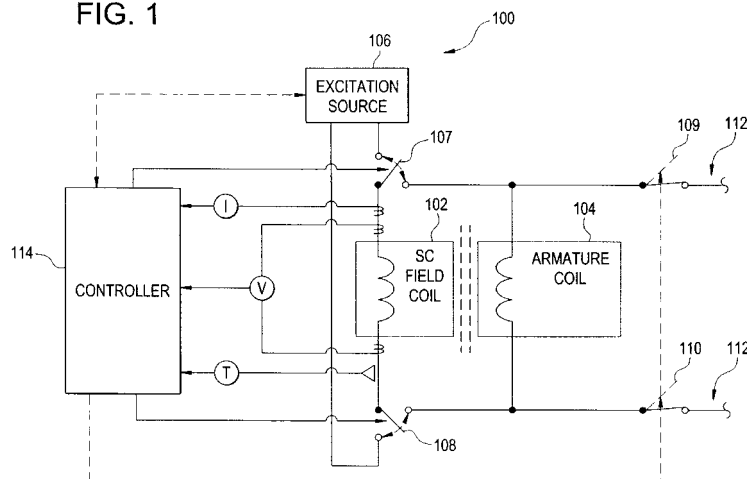 FIG. 1
100
106
EXCITATION
SOURCE
107
109
112
I
102
104
114
SC
FIELD
COIL
ARMATURE
COIL
CONTROLLER
V
110
112
T
108